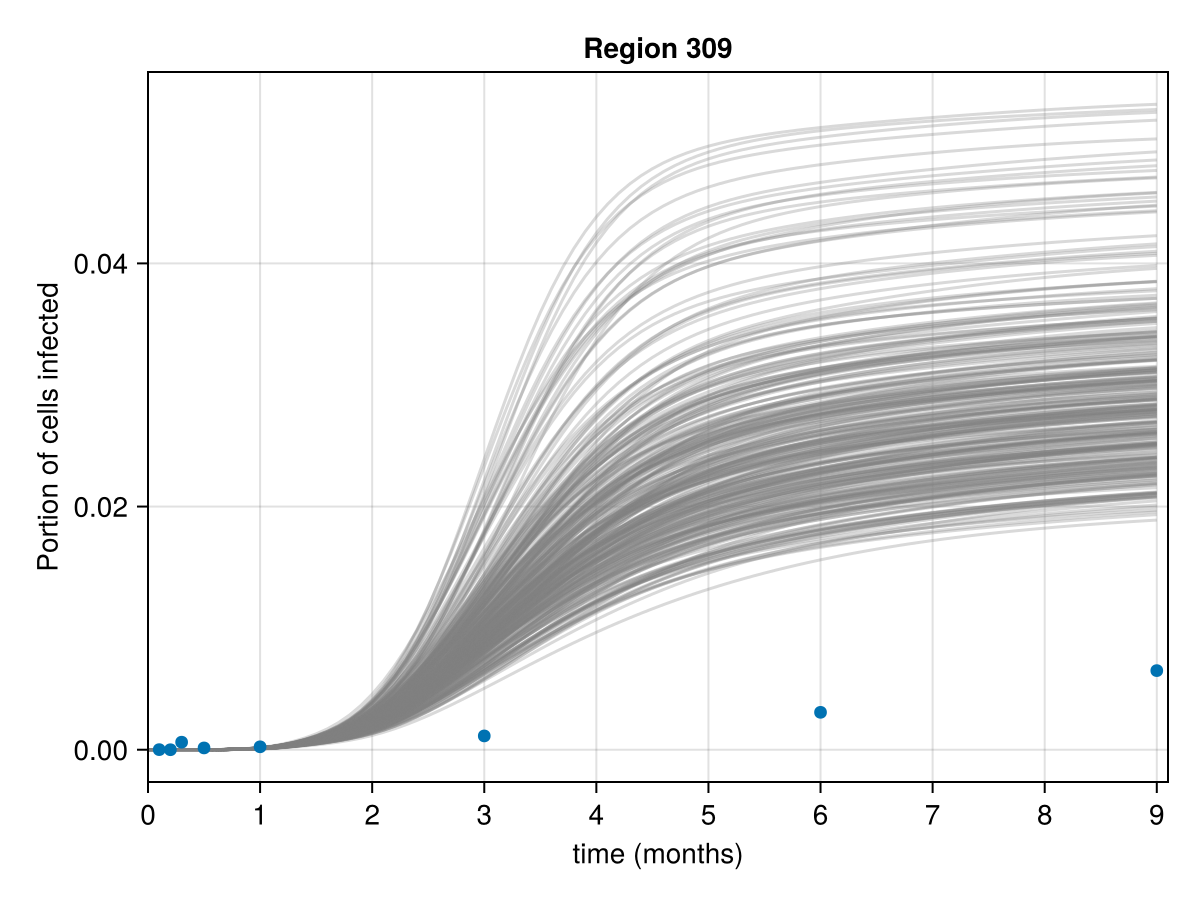 Region 309
Portion of cells infected
0.04
0.02
0.00
0 1 2 3 4 5 6 7 8 9
time (months)